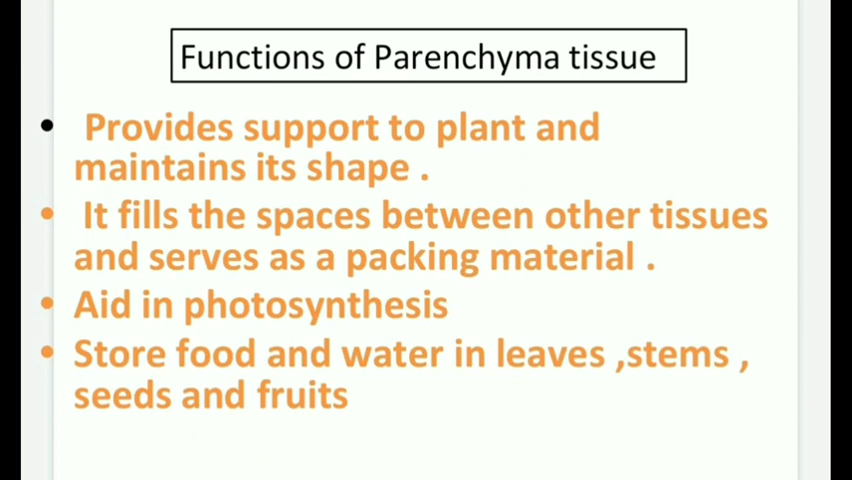 Functions of Parenchyma tissue
• Provides support to plant and
maintains its shape .
• It fills the spaces between other tissues
and serves as a packing material .
• Aid in photosynthesis
• Store food and water in leaves ,stems ,
seeds and fruits